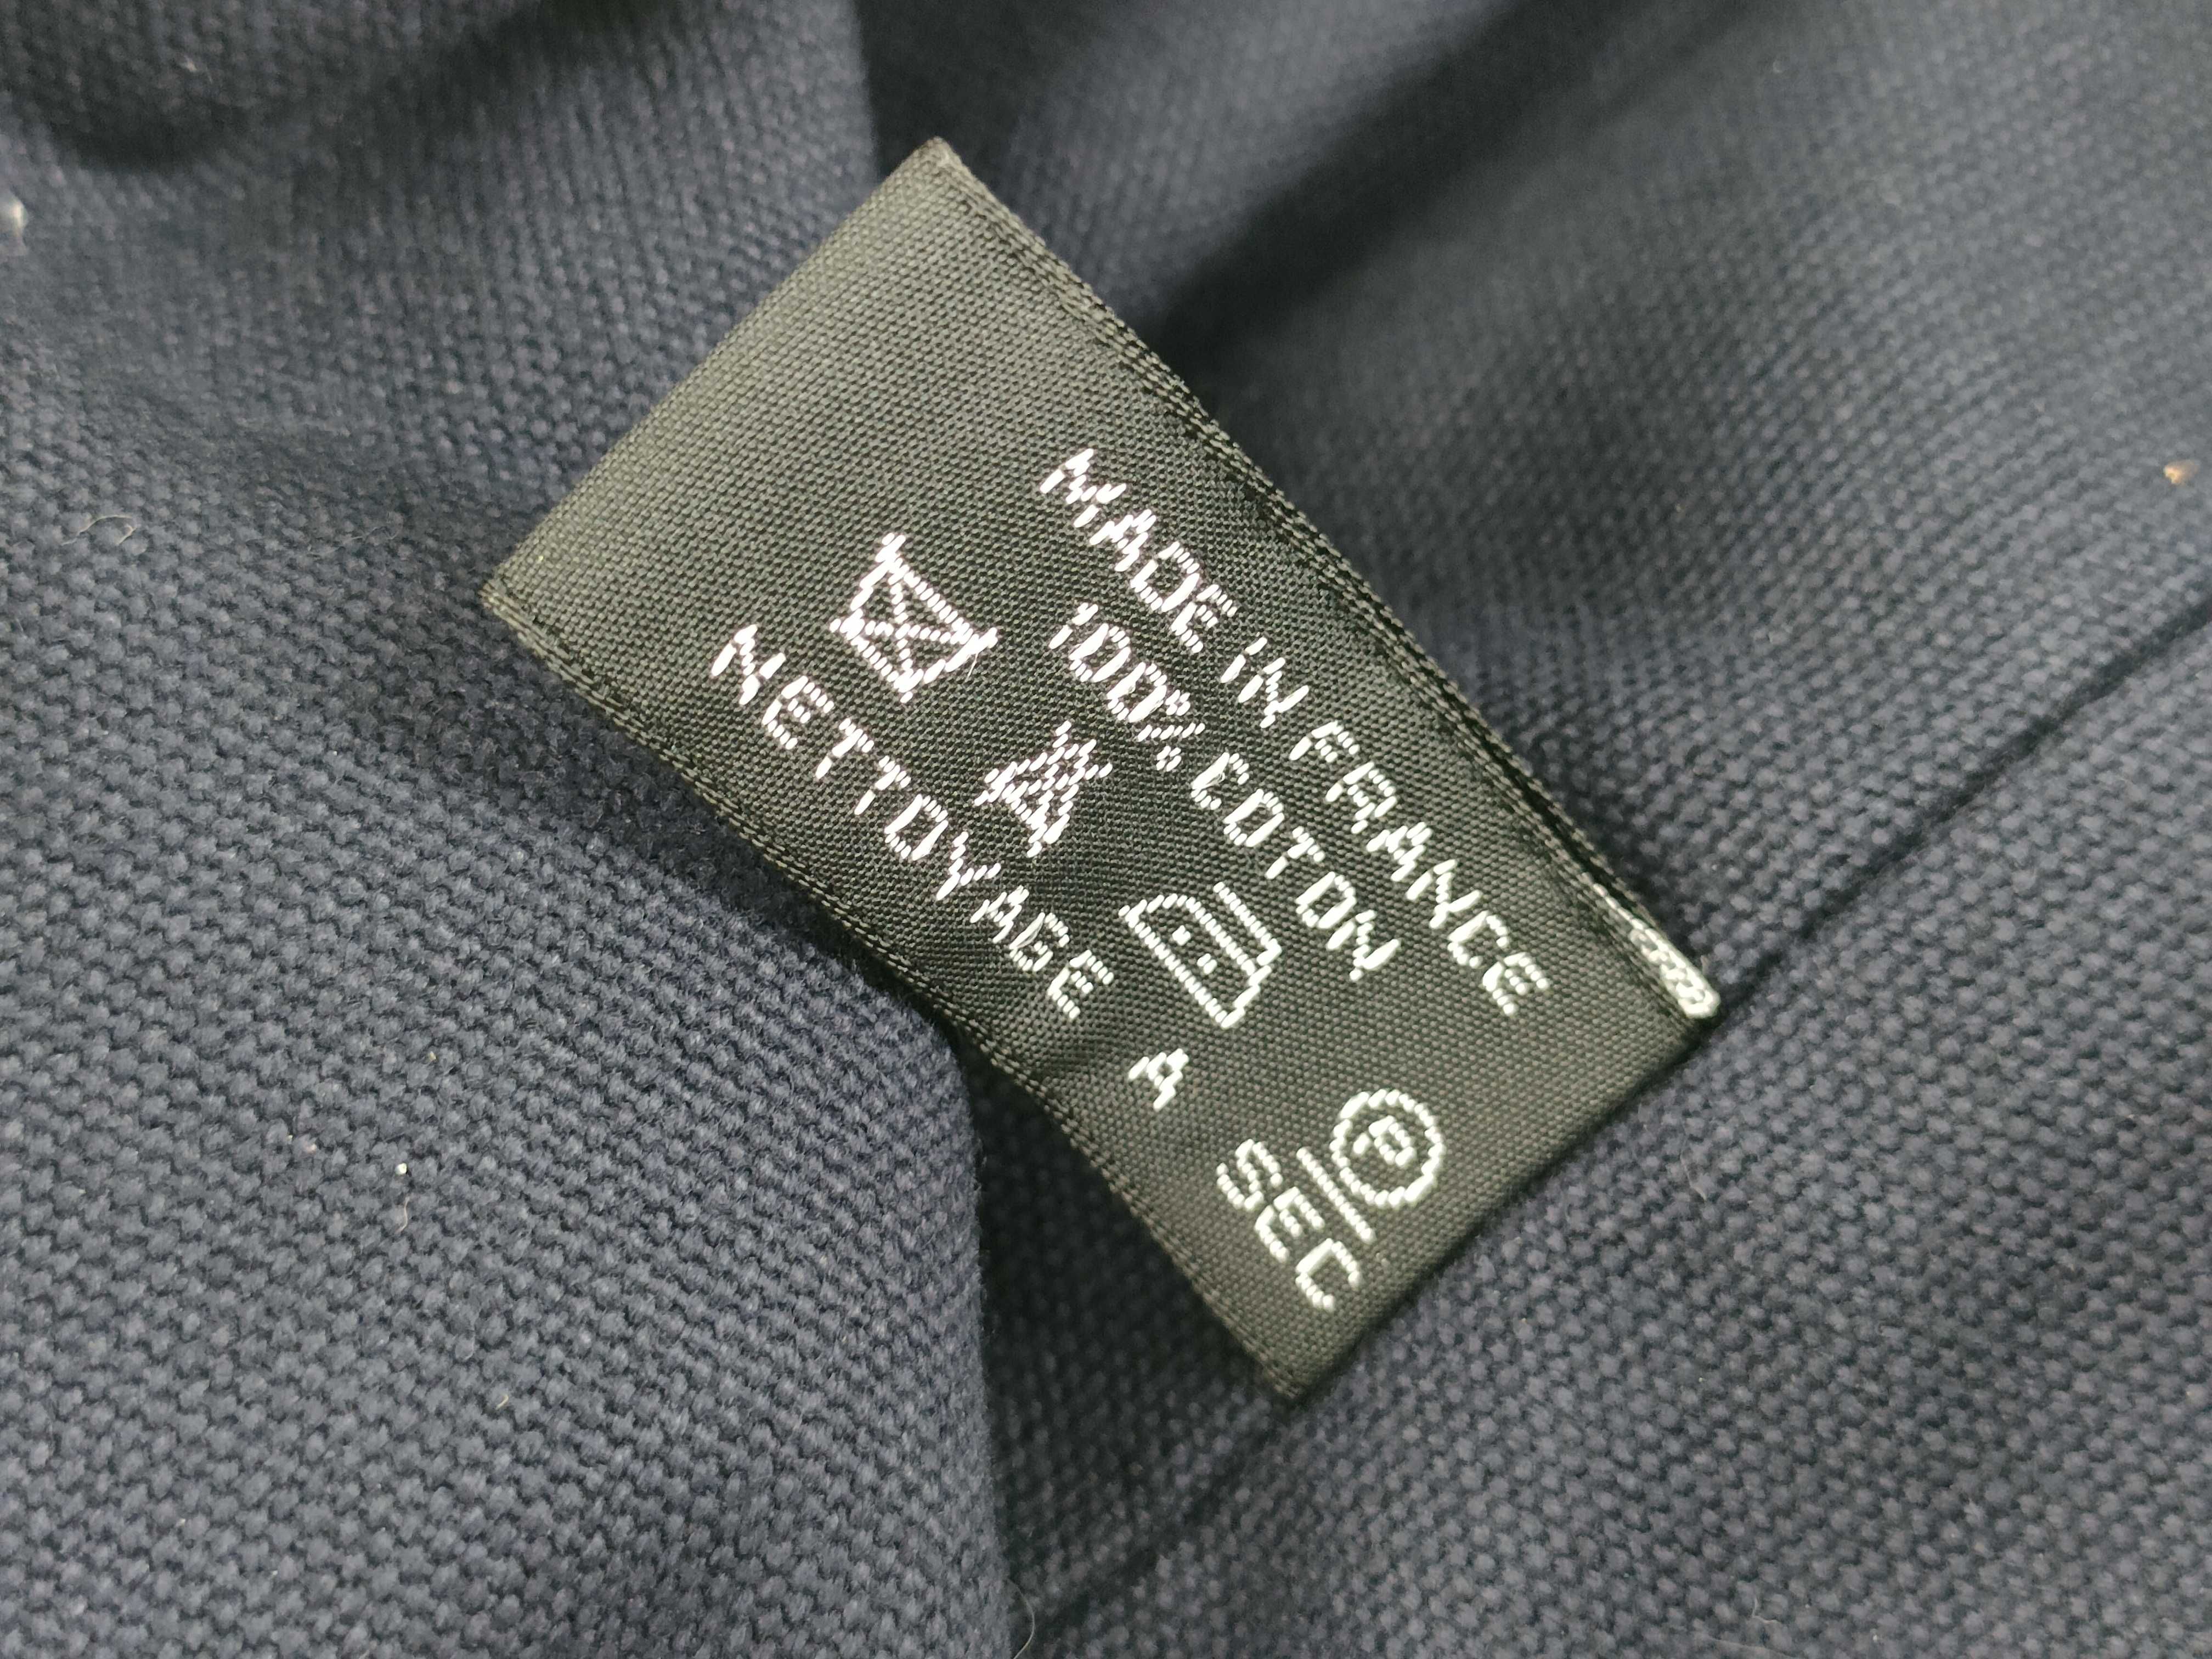 MADE IN FRANCE
100% COTON
P
NETTOYAGE A SEC